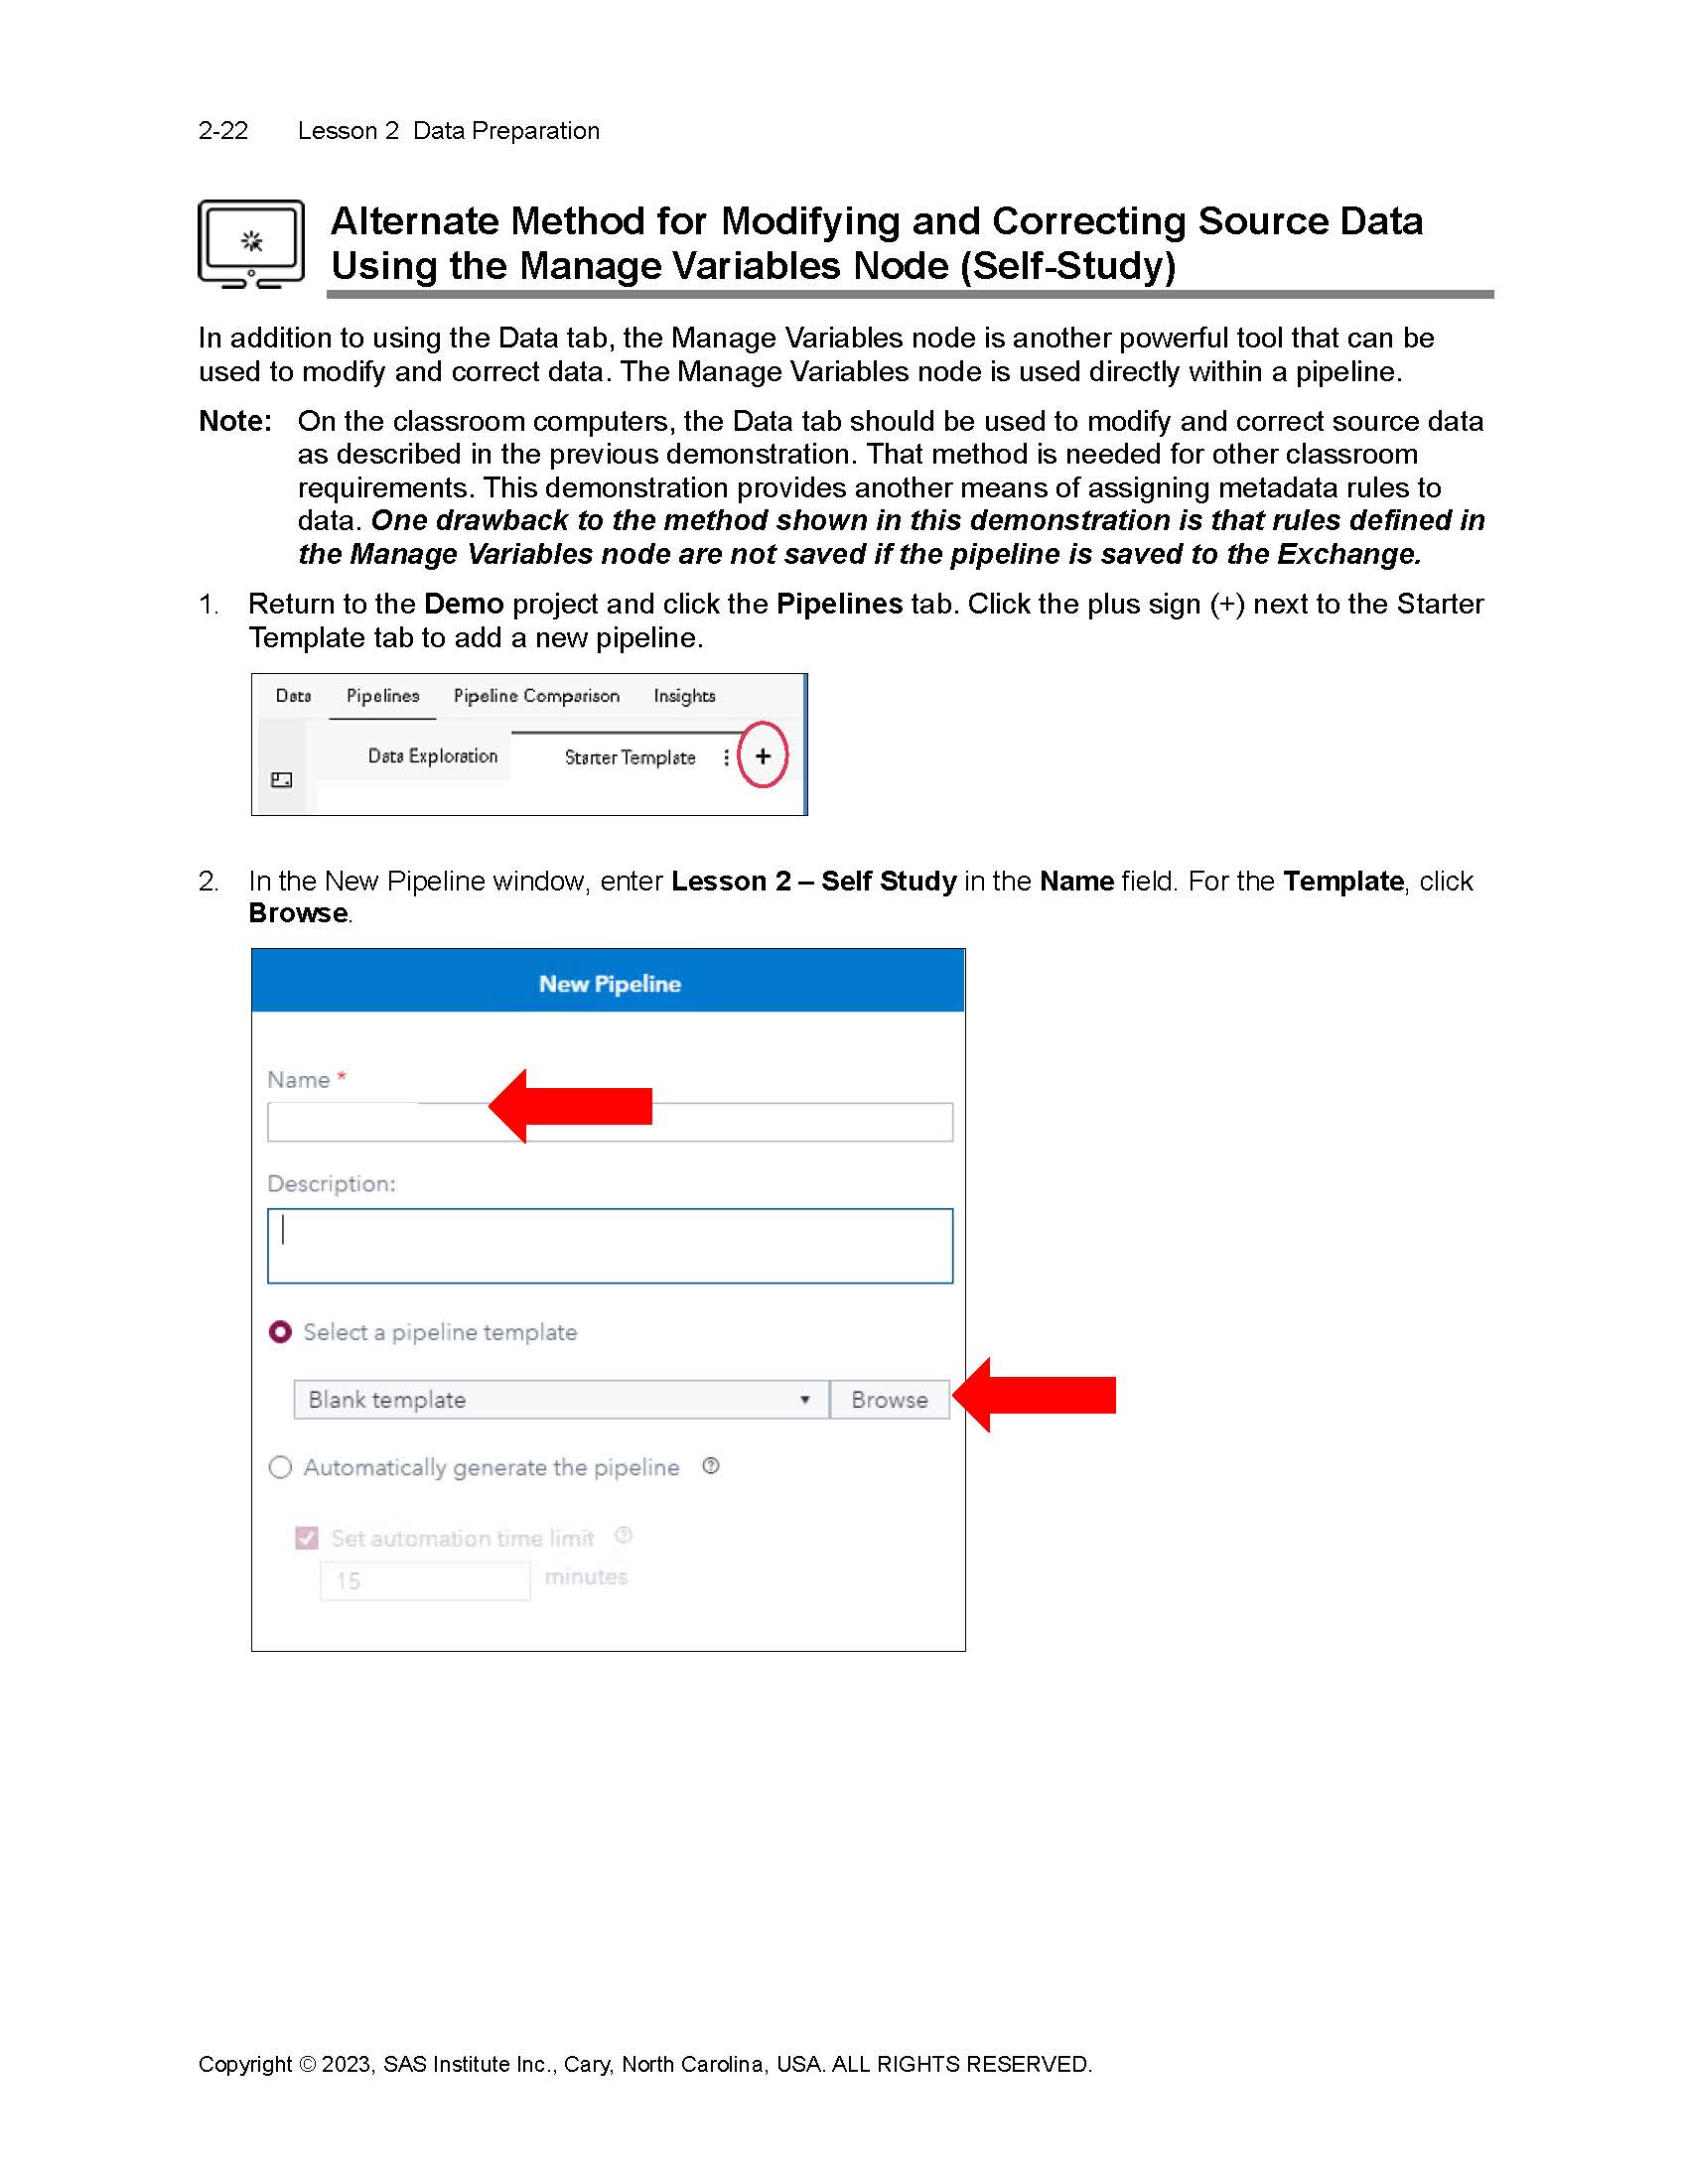 2-22 Lesson 2 Data Preparation
Alternate Method for Modifying and Correcting Source Data
Using the Manage Variables Node (Self-Study)
In addition to using the Data tab, the Manage Variables node is another powerful tool that can be
used to modify and correct data. The Manage Variables node is used directly within a pipeline.
Note: On the classroom computers, the Data tab should be used to modify and correct source data
as described in the previous demonstration. That method is needed for other classroom
requirements. This demonstration provides another means of assigning metadata rules to
data. One drawback to the method shown in this demonstration is that rules defined in
the Manage Variables node are not saved if the pipeline is saved to the Exchange.
1. Return to the Demo project and click the Pipelines tab. Click the plus sign (+) next to the Starter
Template tab to add a new pipeline.
Data Pipelines Pipeline Comparison Insights
Data Exploration Starter Template ⋮ +
2. In the New Pipeline window, enter Lesson 2 – Self Study in the Name field. For the Template, click
Browse.
New Pipeline
Name *
Description:
Select a pipeline template
Blank template Browse
Automatically generate the pipeline
Set automation time limit
15 minutes
Copyright © 2023, SAS Institute Inc., Cary, North Carolina, USA. ALL RIGHTS RESERVED.